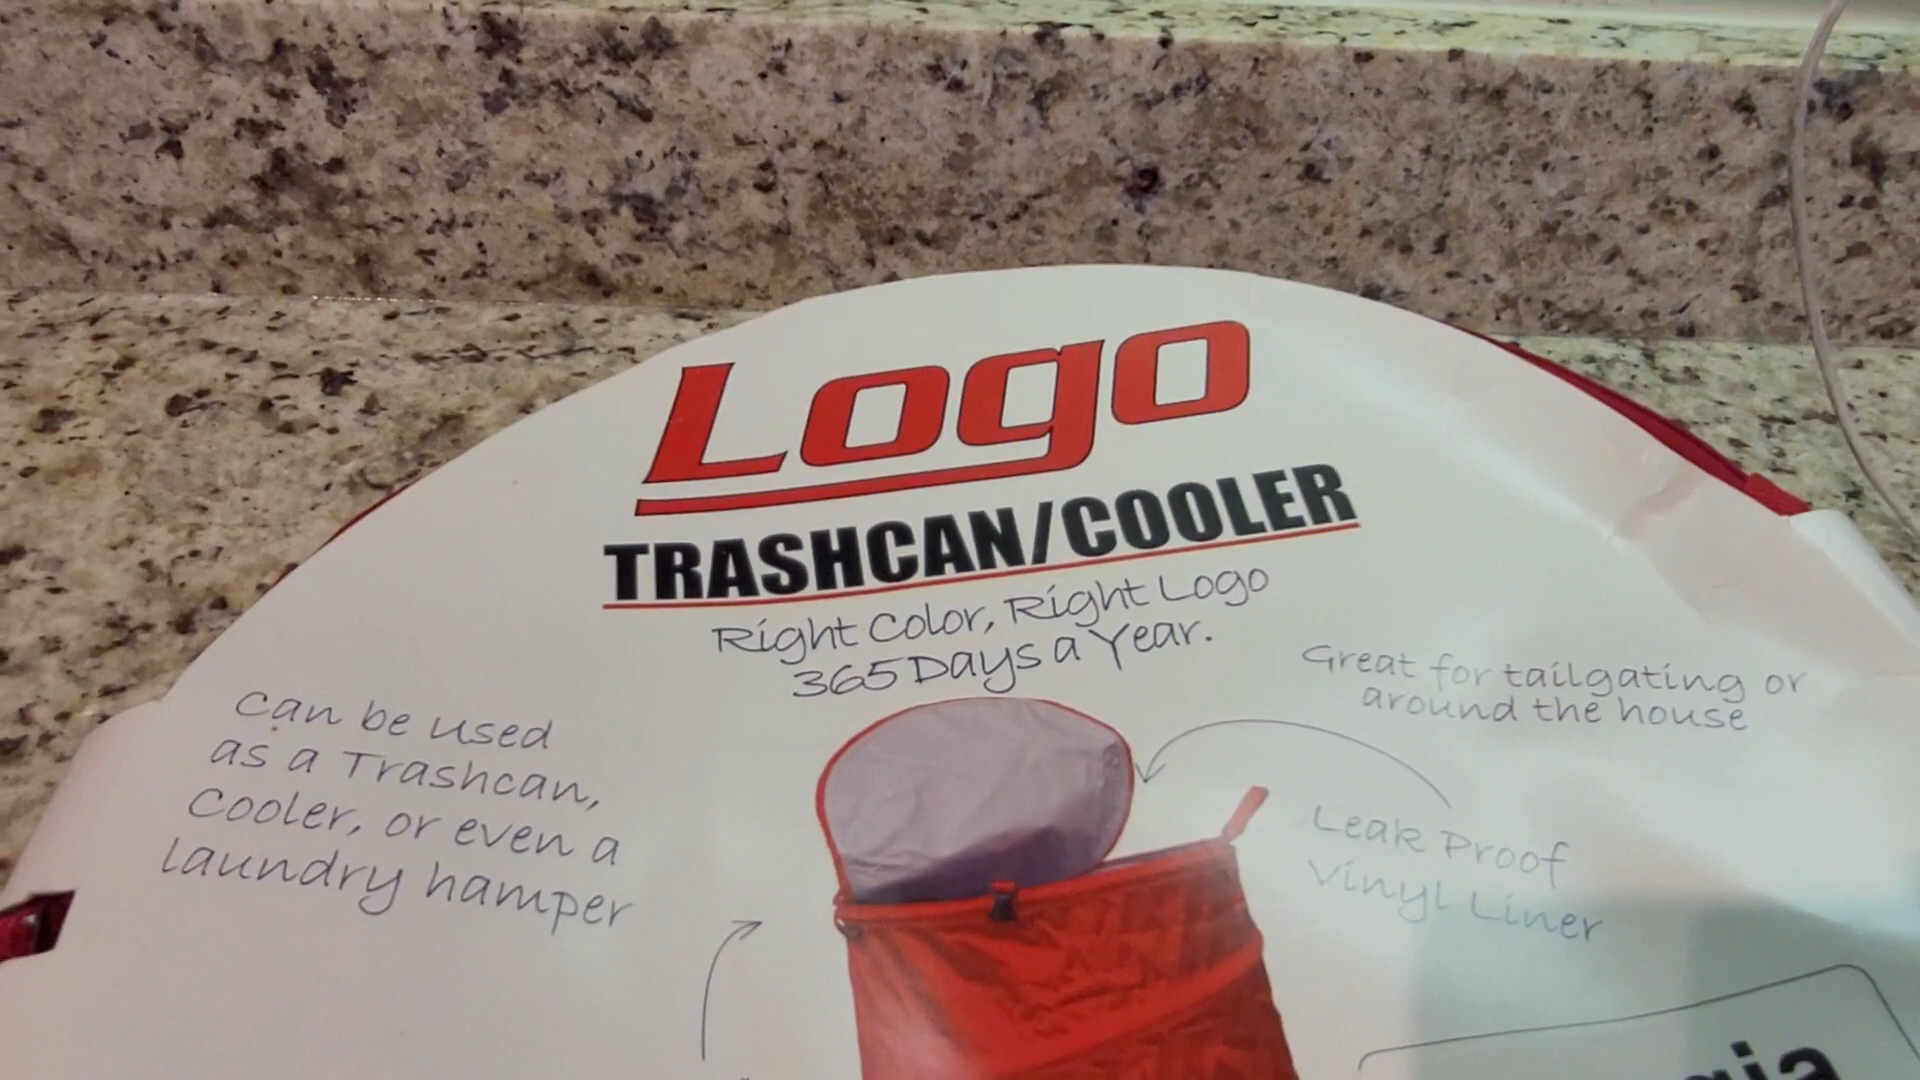 Logo
TRASHCAN/COOLER
Right Color, Right Logo
365 Days a Year.
Great for tailgating or
around the house
Can be used
as a Trashcan,
Cooler, or even a
laundry hamper
Leak Proof
Vinyl Liner